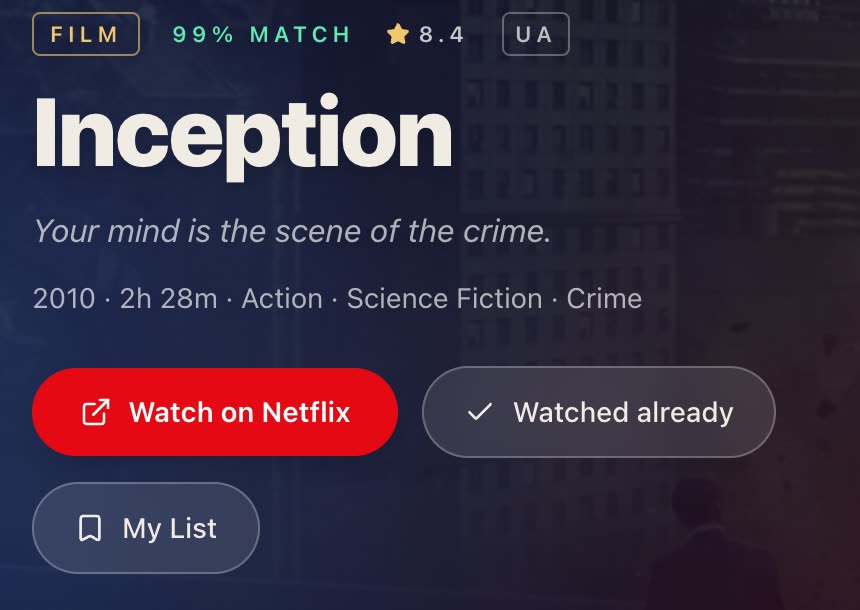 FILM 99% MATCH 8.4 UA
Inception
Your mind is the scene of the crime.
2010 · 2h 28m · Action · Science Fiction · Crime
Watch on Netflix Watched already
My List